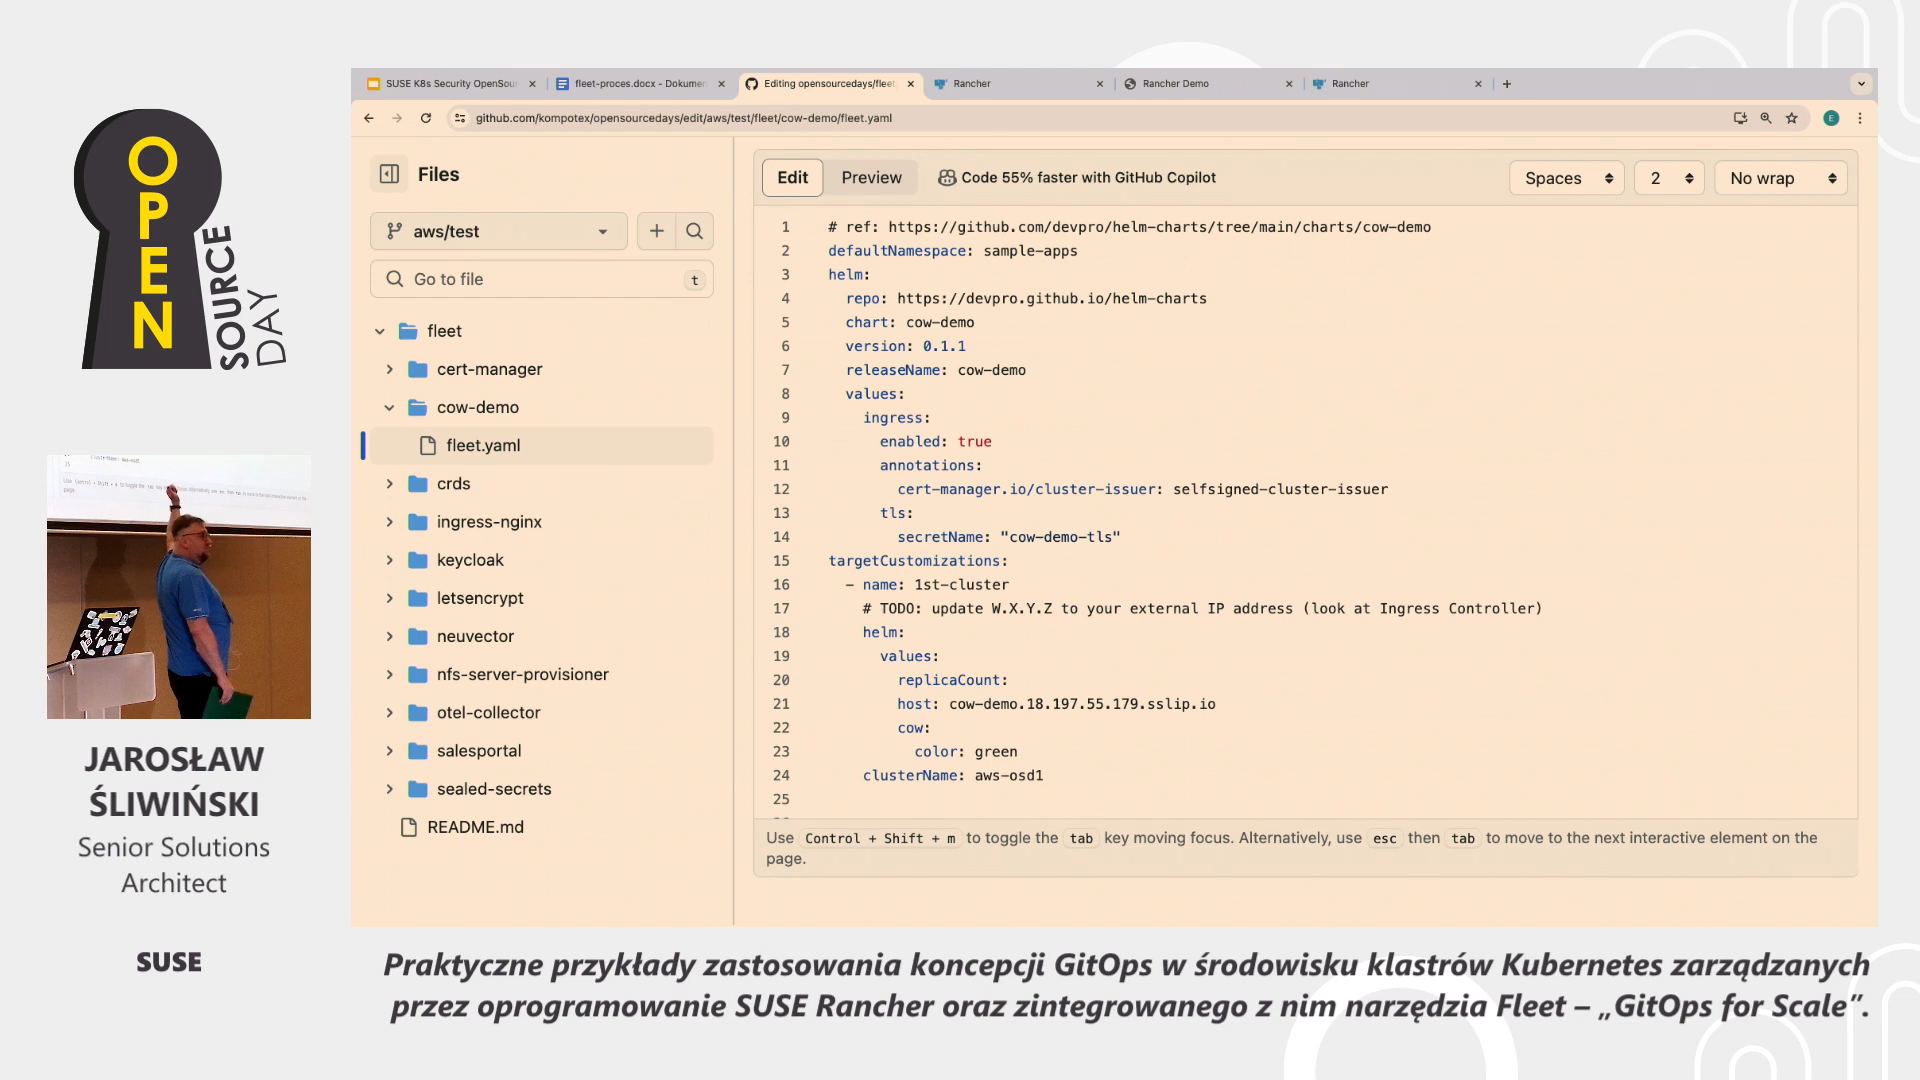 OPEN
SOURCE
DAY
JAROSŁAW
ŚLIWIŃSKI
Senior Solutions
Architect
SUSE
SUSE K8s Security OpenSour
fleet-proces.docx - Dokumen
Editing opensourcedays/fleet
Rancher
Rancher Demo
Rancher
github.com/kompotex/opensourcedays/edit/aws/test/fleet/cow-demo/fleet.yaml
E
Files
aws/test
Go to file
t
fleet
cert-manager
cow-demo
fleet.yaml
crds
ingress-nginx
keycloak
letsencrypt
neuvector
nfs-server-provisioner
otel-collector
salesportal
sealed-secrets
README.md
Edit
Preview
Code 55% faster with GitHub Copilot
Spaces
2
No wrap
1 # ref: https://github.com/devpro/helm-charts/tree/main/charts/cow-demo
2 defaultNamespace: sample-apps
3 helm:
4 repo: https://devpro.github.io/helm-charts
5 chart: cow-demo
6 version: 0.1.1
7 releaseName: cow-demo
8 values:
9 ingress:
10 enabled: true
11 annotations:
12 cert-manager.io/cluster-issuer: selfsigned-cluster-issuer
13 tls:
14 secretName: "cow-demo-tls"
15 targetCustomizations:
16 - name: 1st-cluster
17 # TODO: update W.X.Y.Z to your external IP address (look at Ingress Controller)
18 helm:
19 values:
20 replicaCount:
21 host: cow-demo.18.197.55.179.sslip.io
22 cow:
23 color: green
24 clusterName: aws-osd1
25
Use Control + Shift + m to toggle the tab key moving focus. Alternatively, use esc then tab to move to the next interactive element on the
page.
Praktyczne przykłady zastosowania koncepcji GitOps w środowisku klastrów Kubernetes zarządzanych
przez oprogramowanie SUSE Rancher oraz zintegrowanego z nim narzędzia Fleet – „GitOps for Scale”.